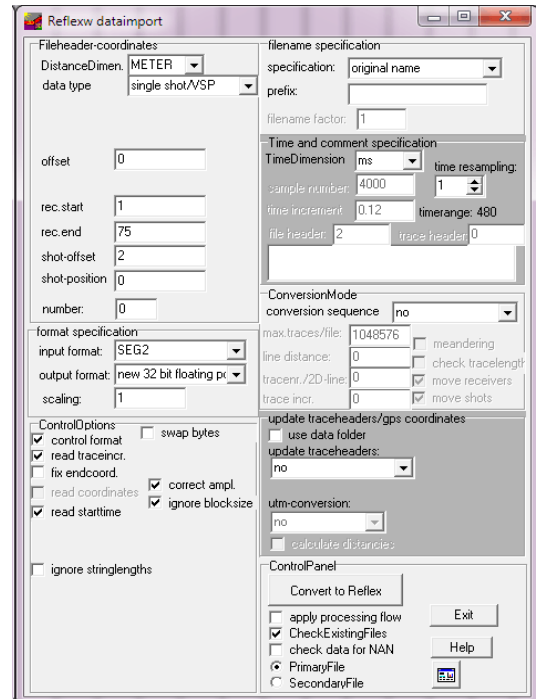 Reflexw dataimport
Fileheader-coordinates
DistanceDimen. METER
data type single shot/VSP
offset 0
rec.start 1
rec.end 75
shot-offset 2
shot-position 0
number: 0
format specification
input format: SEG2
output format: new 32 bit floating po
scaling: 1
ControlOptions
control format
swap bytes
read traceincr.
fix endcoord.
read coordinates
correct ampl.
read starttime
ignore blocksize
ignore stringlengths
filename specification
specification: original name
prefix:
filename factor: 1
Time and comment specification
TimeDimension ms
time resampling:
sample number: 4000
1
time increment 0.12
timerange: 480
file header: 2
trace header 0
ConversionMode
conversion sequence no
max.traces/file: 1048576
meandering
line distance: 0
check tracelength
tracenr./2D-line: 0
move receivers
trace incr. 0
move shots
update traceheaders/gps coordinates
use data folder
update traceheaders:
no
utm-conversion:
no
calculate distancies
ControlPanel
Convert to Reflex
apply processing flow
Exit
CheckExistingFiles
check data for NAN
Help
PrimaryFile
SecondaryFile